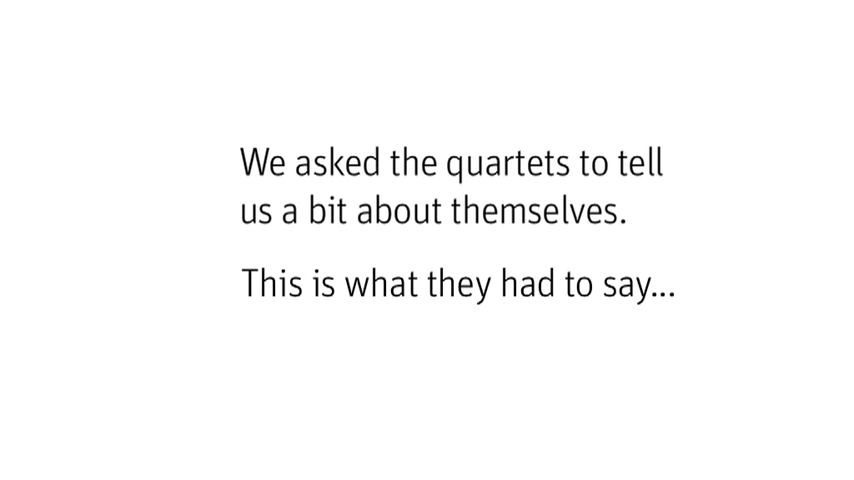 We asked the quartets to tell
us a bit about themselves.
This is what they had to say...